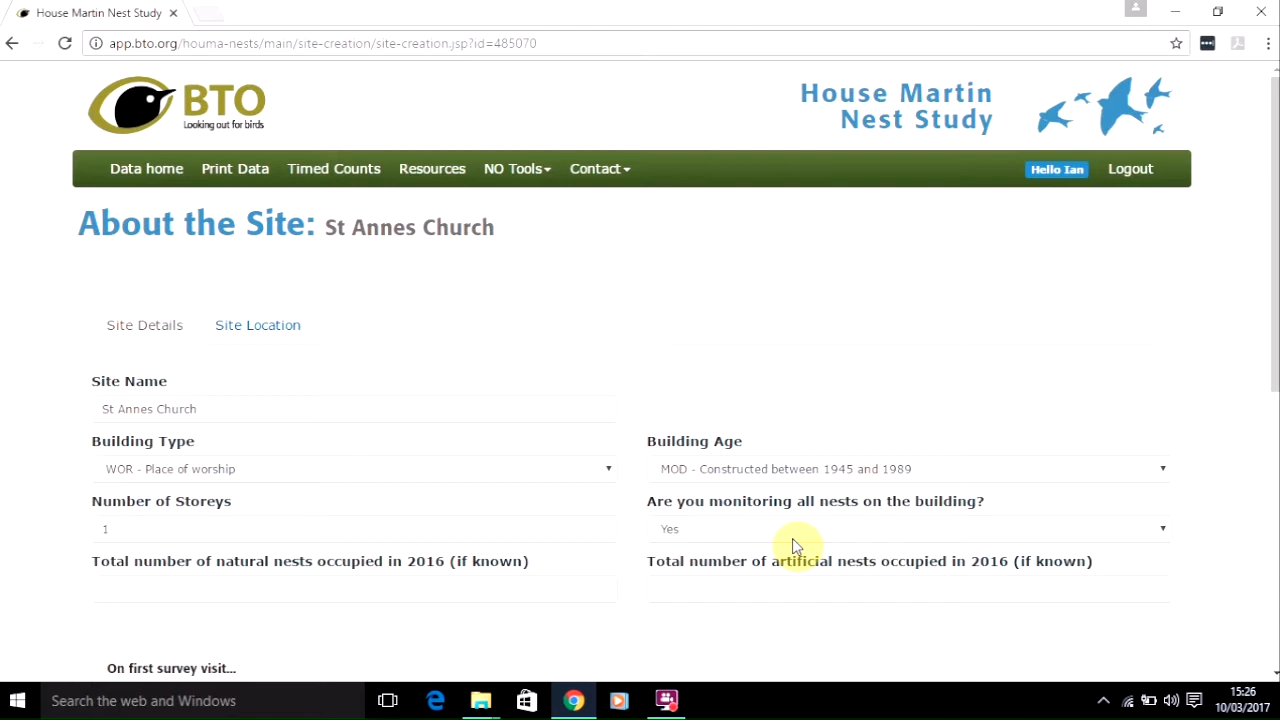 House Martin Nest Study
app.bto.org/houma-nests/main/site-creation/site-creation.jsp?id=485070
BTO
Looking out for birds
House Martin
Nest Study
Data home Print Data Timed Counts Resources NO Tools Contact Hello Ian Logout
About the Site: St Annes Church
Site Details Site Location
Site Name
St Annes Church
Building Type Building Age
WOR - Place of worship MOD - Constructed between 1945 and 1989
Number of Storeys Are you monitoring all nests on the building?
1 Yes
Total number of natural nests occupied in 2016 (if known) Total number of artificial nests occupied in 2016 (if known)
On first survey visit...
Search the web and Windows
15:26
10/03/2017